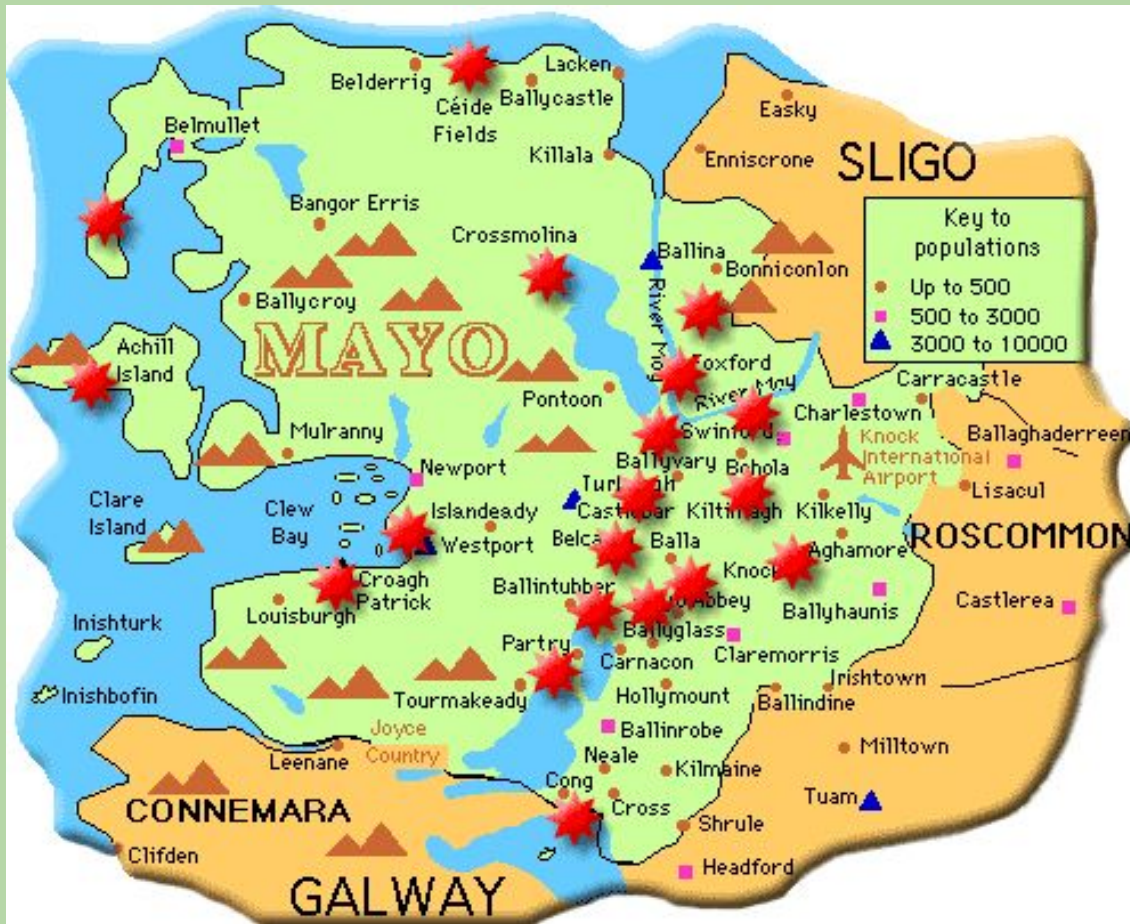 Belderrig
Céide
Fields
Lacken
Ballycastle
Killala
Belmullet
Easky
Enniscrone
SLIGO
Key to
populations
Up to 500
500 to 3000
3000 to 10000
Bangor Erris
Crossmolina
Ballina
Bonniconlon
River Moy
Ballycroy
MAYO
Achill
Island
Foxford
River Moy
Pontoon
Carracastle
Charlestown
Swinford
Knock
International
Airport
Ballaghaderreen
Lisacul
Mulranny
Newport
Ballyvary
Bohola
Clare
Island
Clew
Bay
Islandeady
Castlebar
Kiltimagh
Kilkelly
ROSCOMMON
Westport
Balla
Aghamore
Knock
Croagh
Patrick
Louisburgh
Ballintubber
Abbey
Ballyhaunis
Castlerea
Inishturk
Partry
Ballyglass
Carnacon
Claremorris
Inishbofin
Tourmakeady
Hollymount
Irishtown
Ballindine
Joyce
Country
Leenane
Ballinrobe
Neale
Kilmaine
Milltown
Cong
Cross
Tuam
CONNEMARA
Shrule
Clifden
Headford
GALWAY